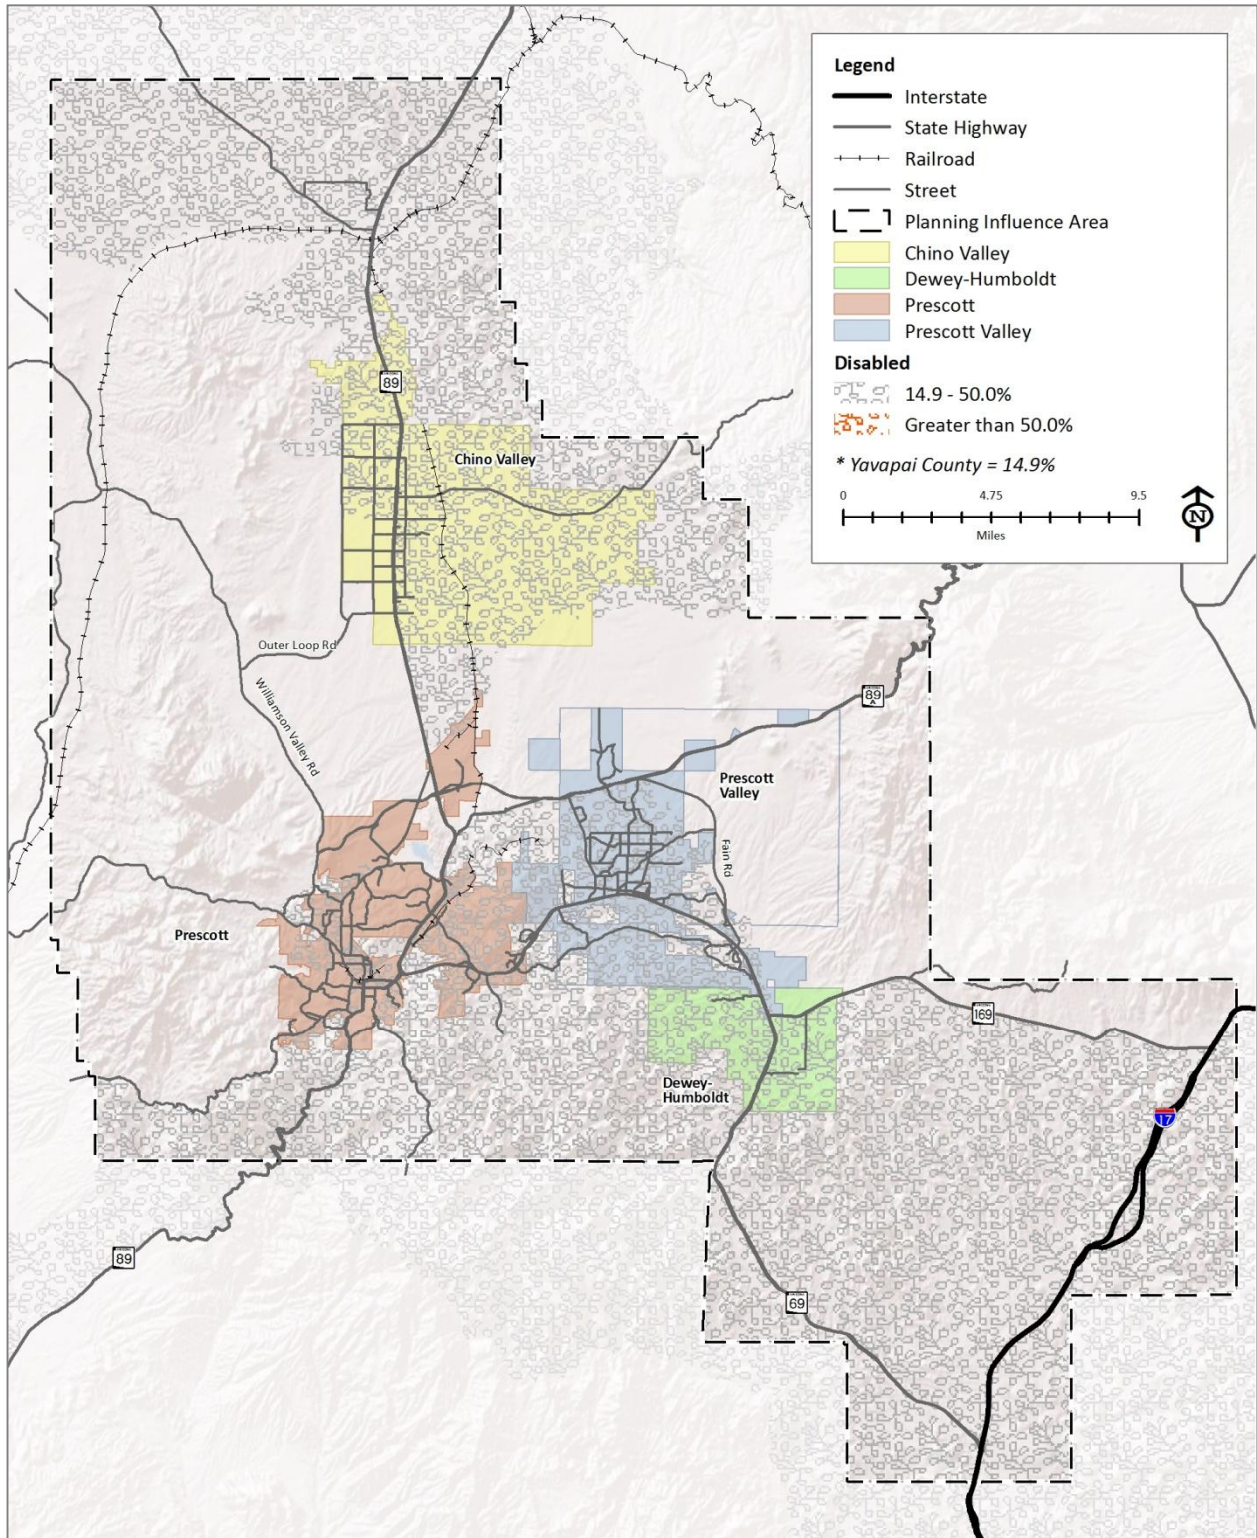 Legend
Interstate
State Highway
Railroad
Street
Planning Influence Area
Chino Valley
Dewey-Humboldt
Prescott
Prescott Valley
Disabled
14.9 - 50.0%
Greater than 50.0%
* Yavapai County = 14.9%
0 4.75 9.5
Miles
N
89
Chino Valley
Outer Loop Rd
Williamson Valley Rd
89
A
Prescott
Valley
Fain Rd
Prescott
169
Dewey-
Humboldt
17
89
69